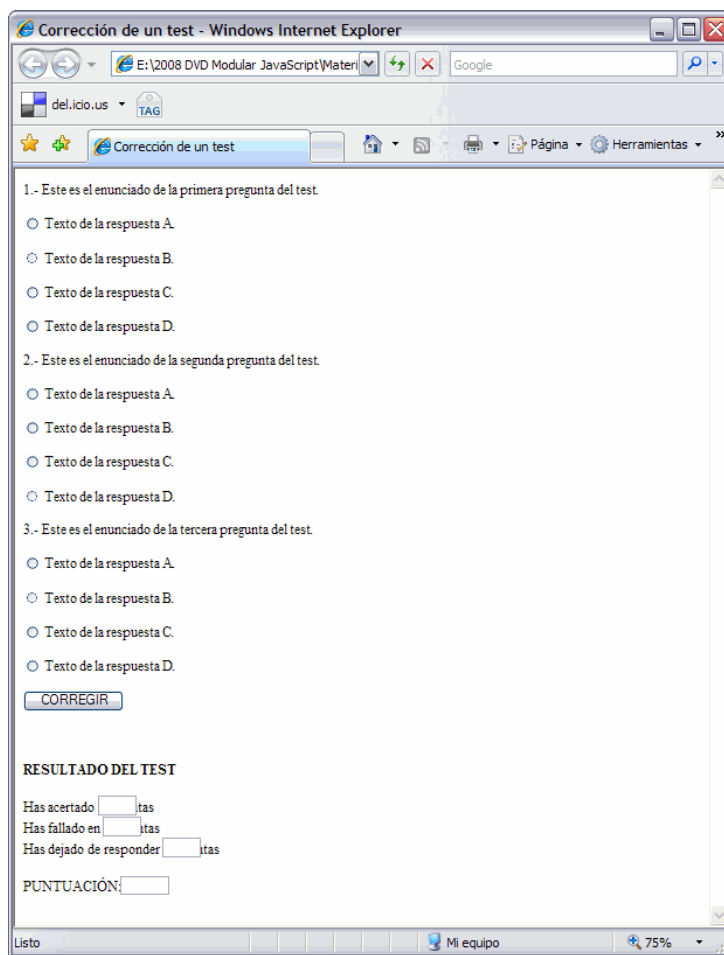 Corrección de un test - Windows Internet Explorer
E:\2008 DVD Modular JavaScript\Materi
Google
del.icio.us
TAG
Corrección de un test
Página
Herramientas
»
1.- Este es el enunciado de la primera pregunta del test.
Texto de la respuesta A.
Texto de la respuesta B.
Texto de la respuesta C.
Texto de la respuesta D.
2.- Este es el enunciado de la segunda pregunta del test.
Texto de la respuesta A.
Texto de la respuesta B.
Texto de la respuesta C.
Texto de la respuesta D.
3.- Este es el enunciado de la tercera pregunta del test.
Texto de la respuesta A.
Texto de la respuesta B.
Texto de la respuesta C.
Texto de la respuesta D.
CORREGIR
RESULTADO DEL TEST
Has acertado tas
Has fallado en tas
Has dejado de responder tas
PUNTUACIÓN:
Listo
Mi equipo
75%